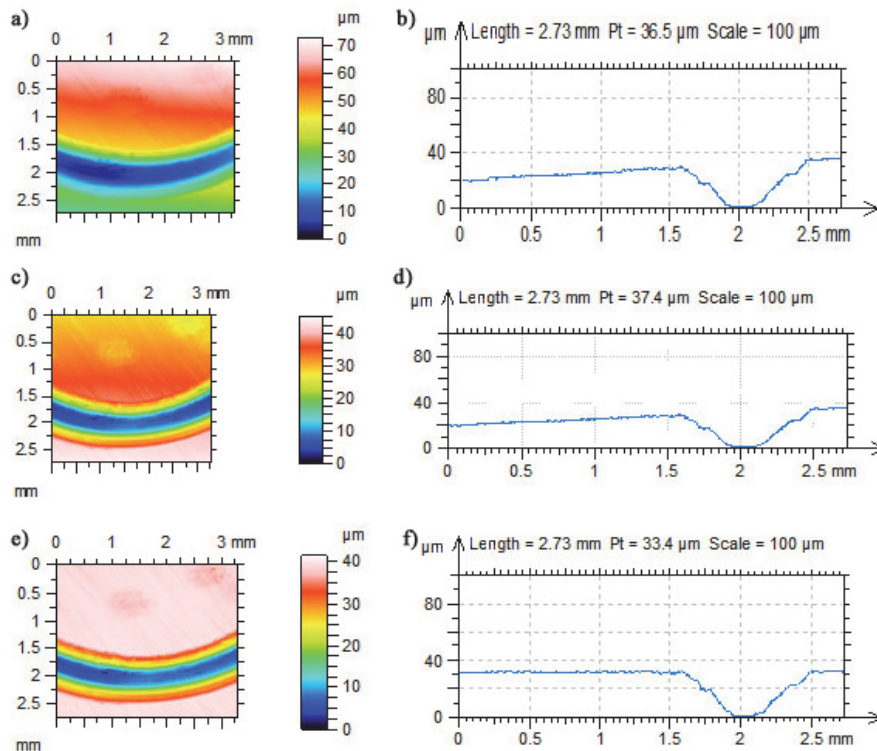 a)
0 1 2 3 mm
µm
0
0.5
1
1.5
2
2.5
mm
70
60
50
40
30
20
10
0
b)
µm Length = 2.73 mm Pt = 36.5 µm Scale = 100 µm
80
40
0
0 0.5 1 1.5 2 2.5 mm
c)
0 1 2 3 mm
µm
0
0.5
1
1.5
2
2.5
mm
40
30
20
10
0
d)
µm Length = 2.73 mm Pt = 37.4 µm Scale = 100 µm
80
40
0
0 0.5 1 1.5 2 2.5 mm
e)
0 1 2 3 mm
µm
0
0.5
1
1.5
2
2.5
mm
40
30
20
10
0
f)
µm Length = 2.73 mm Pt = 33.4 µm Scale = 100 µm
80
40
0
0 0.5 1 1.5 2 2.5 mm